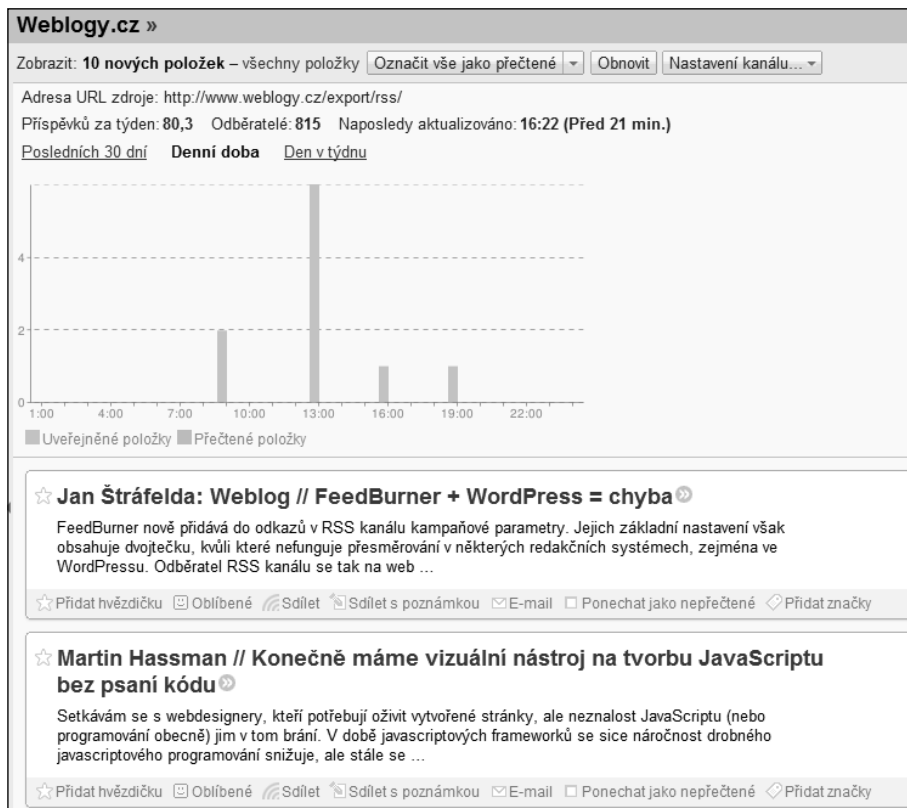 Weblogy.cz »
Zobrazit: 10 nových položek – všechny položky Označit vše jako přečtené Obnovit Nastavení kanálu...
Adresa URL zdroje: http://www.weblogy.cz/export/rss/
Příspěvků za týden: 80,3 Odběratelé: 815 Naposledy aktualizováno: 16:22 (Před 21 min.)
Posledních 30 dní Denní doba Den v týdnu
4
2
0
1:00 4:00 7:00 10:00 13:00 16:00 19:00 22:00
Uveřejněné položky Přečtené položky
Jan Štráfelda: Weblog // FeedBurner + WordPress = chyba
FeedBurner nově přidává do odkazů v RSS kanálu kampaňové parametry. Jejich základní nastavení však
obsahuje dvojtečku, kvůli které nefunguje přesměrování v některých redakčních systémech, zejména ve
WordPressu. Odběratel RSS kanálu se tak na web ...
Přidat hvězdičku Oblíbené Sdílet Sdílet s poznámkou E-mail Ponechat jako nepřečtené Přidat značky
Martin Hassman // Konečně máme vizuální nástroj na tvorbu JavaScriptu
bez psaní kódu
Setkávám se s webdesignery, kteří potřebují oživit vytvořené stránky, ale neznalost JavaScriptu (nebo
programování obecně) jim v tom brání. V době javascriptových frameworků se sice náročnost drobného
javascriptového programování snižuje, ale stále se ...
Přidat hvězdičku Oblíbené Sdílet Sdílet s poznámkou E-mail Ponechat jako nepřečtené Přidat značky